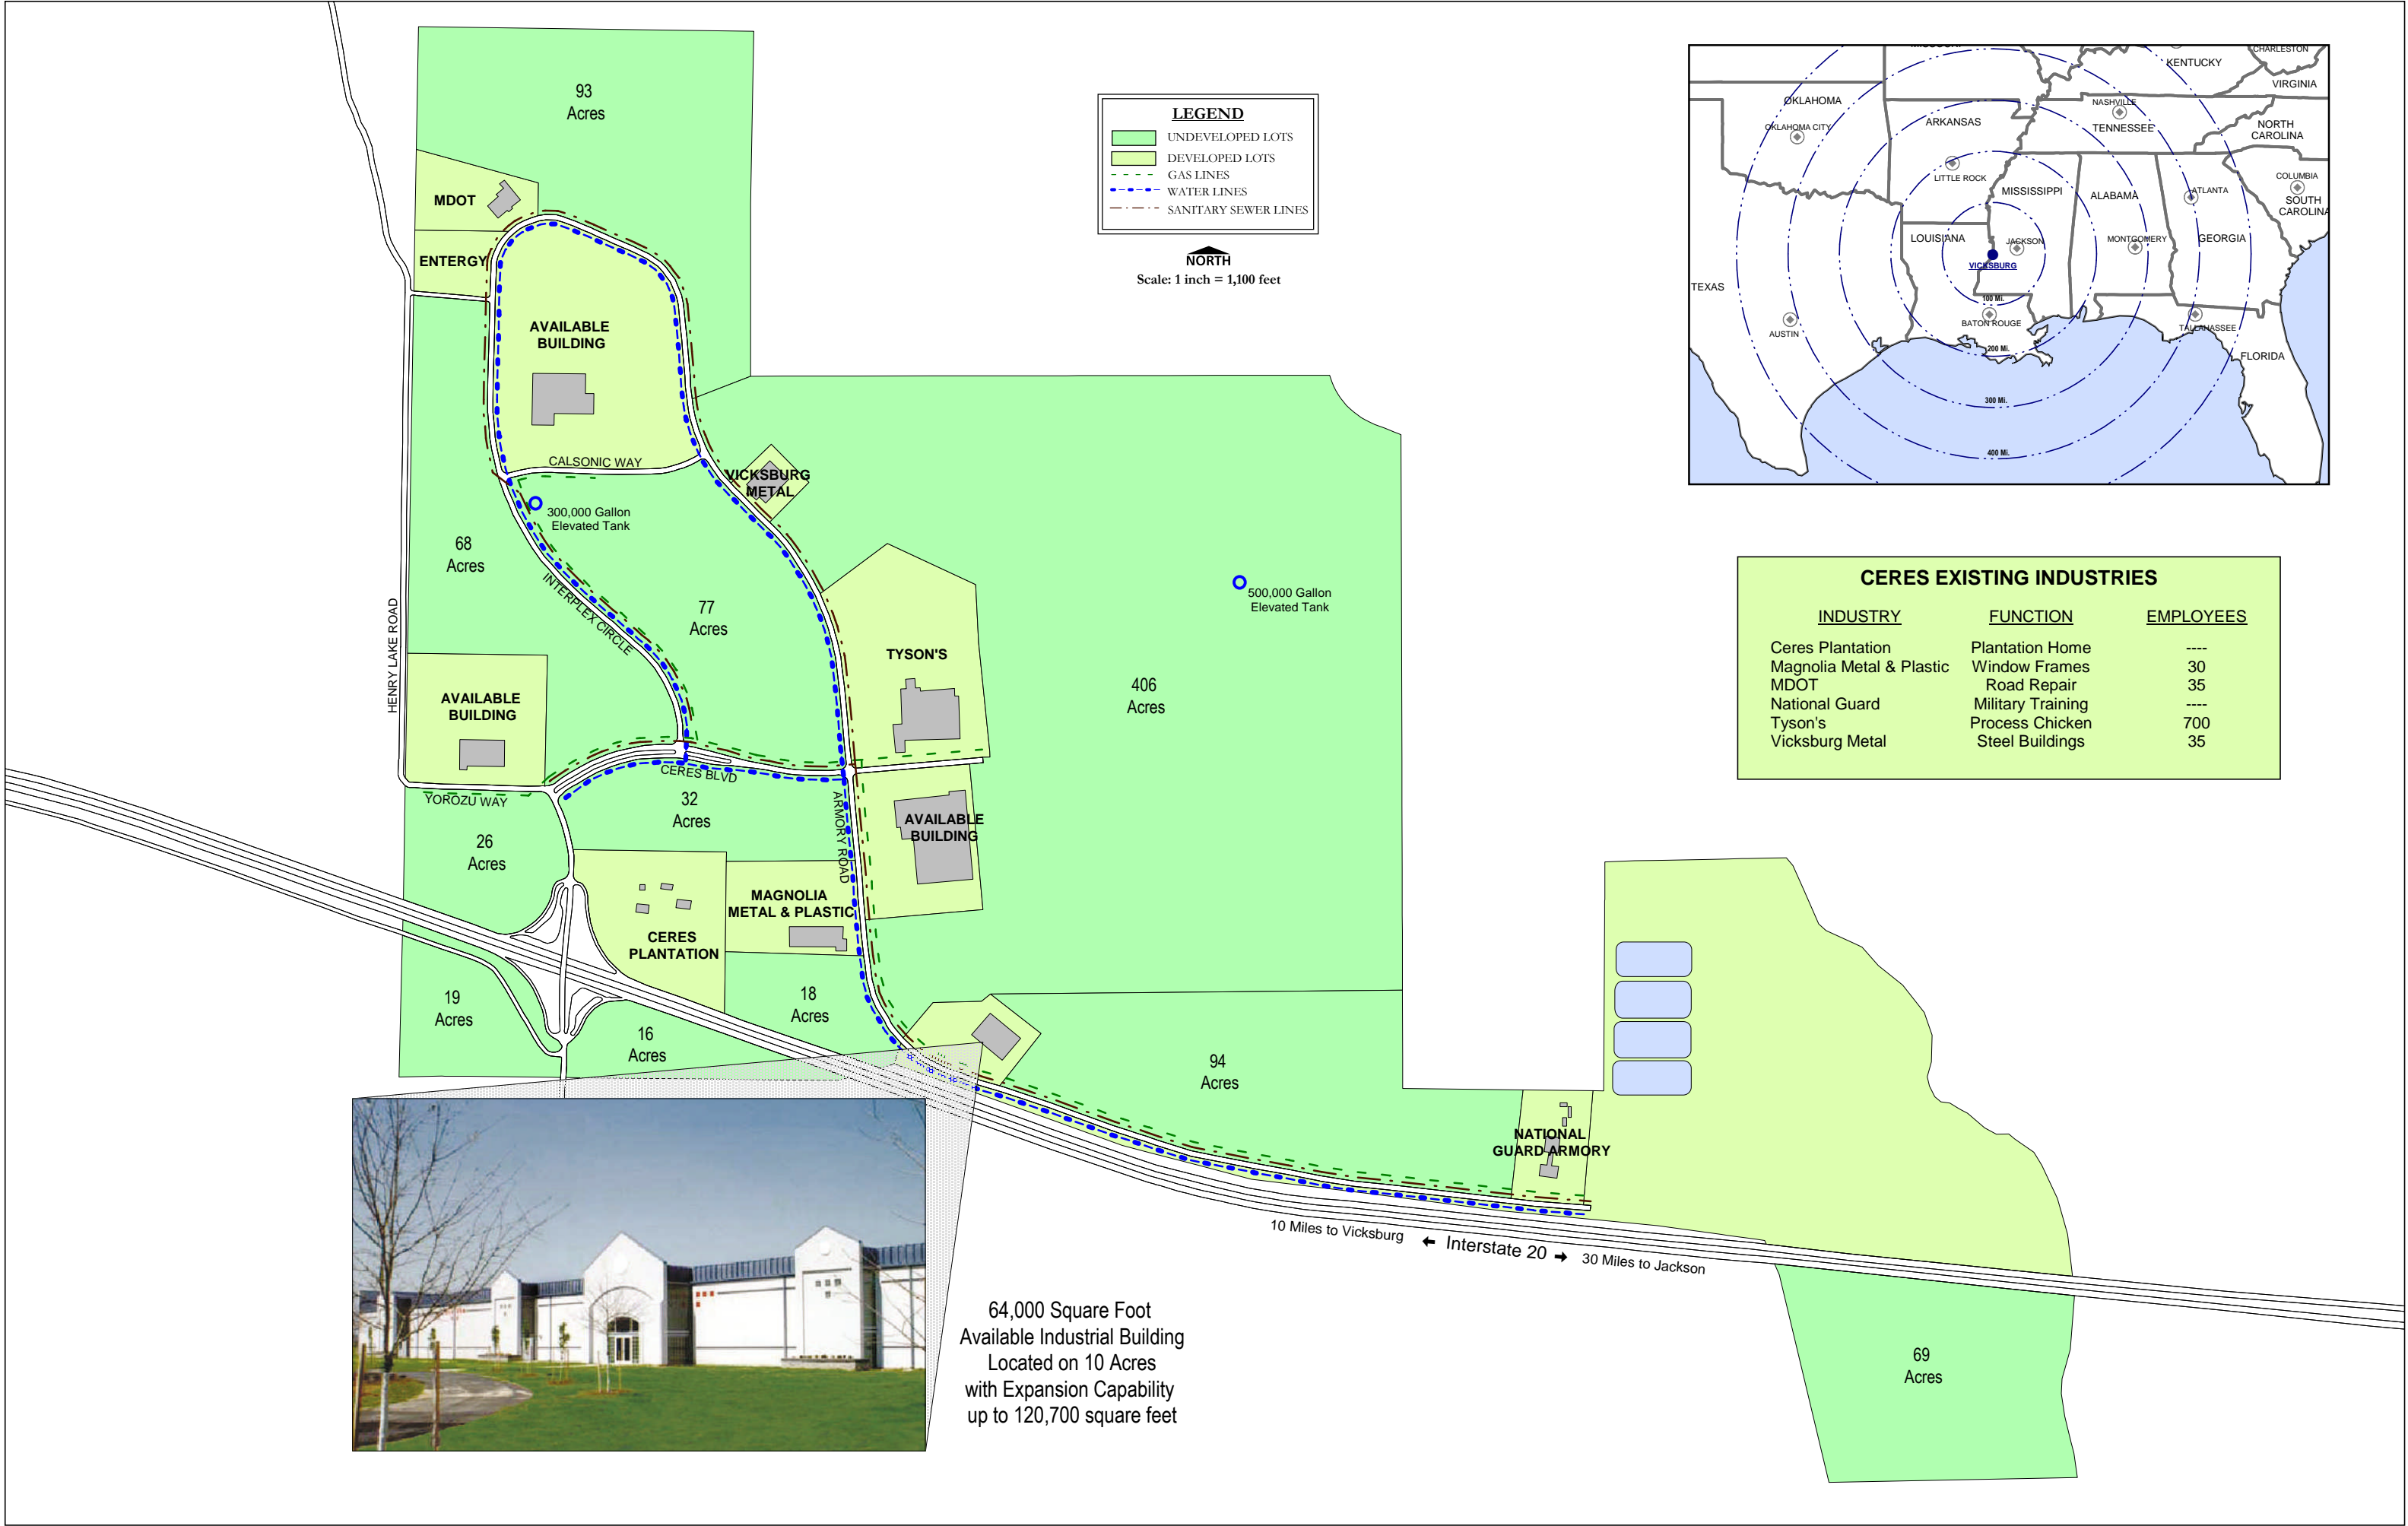 93
Acres
MDOT
ENTERGY
AVAILABLE
BUILDING
CALSONIC WAY
VICKSBURG
METAL
300,000 Gallon
Elevated Tank
68
Acres
INTERPLEX CIRCLE
77
Acres
HENRY LAKE ROAD
TYSON'S
500,000 Gallon
Elevated Tank
406
Acres
AVAILABLE
BUILDING
CERES BLVD
YOROZU WAY
32
Acres
ARMORY ROAD
AVAILABLE
BUILDING
26
Acres
MAGNOLIA
METAL & PLASTIC
CERES
PLANTATION
19
Acres
16
Acres
18
Acres
94
Acres
NATIONAL
GUARD ARMORY
10 Miles to Vicksburg
Interstate 20
30 Miles to Jackson
69
Acres
64,000 Square Foot
Available Industrial Building
Located on 10 Acres
with Expansion Capability
up to 120,700 square feet
LEGEND
UNDEVELOPED LOTS
DEVELOPED LOTS
GAS LINES
WATER LINES
SANITARY SEWER LINES
NORTH
Scale: 1 inch = 1,100 feet
CHARLESTON
KENTUCKY
VIRGINIA
OKLAHOMA
NASHVILLE
OKLAHOMA CITY
ARKANSAS
TENNESSEE
NORTH
CAROLINA
LITTLE ROCK
MISSISSIPPI
ALABAMA
ATLANTA
COLUMBIA
SOUTH
CAROLINA
LOUISIANA
JACKSON
MONTGOMERY
GEORGIA
VICKSBURG
TEXAS
100 Mi.
BATON ROUGE
AUSTIN
TALLAHASSEE
200 Mi.
FLORIDA
300 Mi.
400 Mi.
CERES EXISTING INDUSTRIES
INDUSTRY FUNCTION EMPLOYEES
Ceres Plantation Plantation Home ----
Magnolia Metal & Plastic Window Frames 30
MDOT Road Repair 35
National Guard Military Training ----
Tyson's Process Chicken 700
Vicksburg Metal Steel Buildings 35